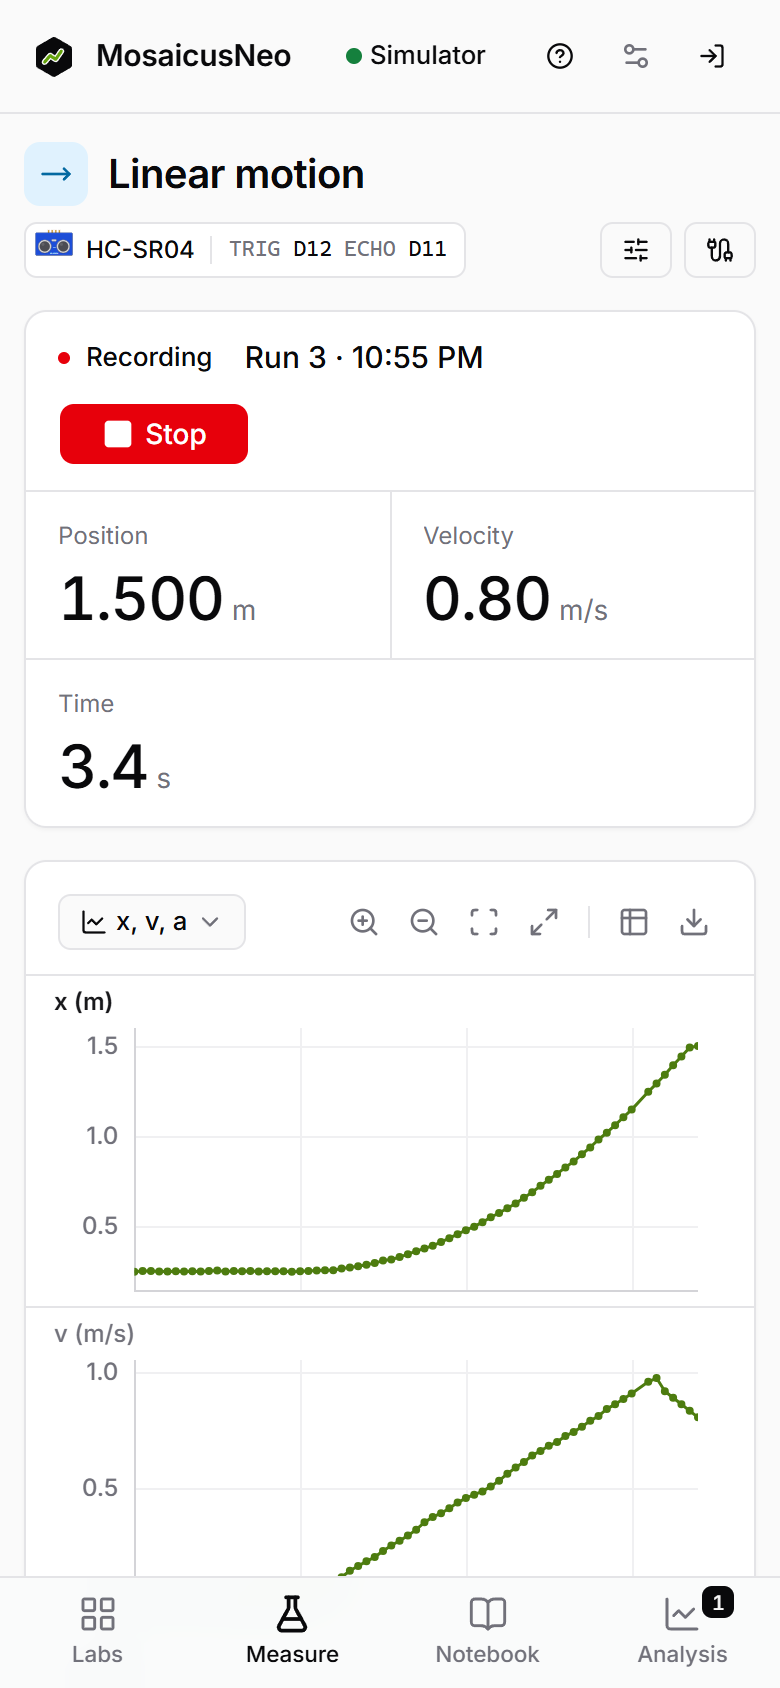 MosaicusNeo Simulator
Linear motion
HC-SR04 TRIG D12 ECHO D11
Recording Run 3 · 10:55 PM
Stop
Position Velocity
1.500 m 0.80 m/s
Time
3.4 s
x, v, a
x (m)
1.5
1.0
0.5
v (m/s)
1.0
0.5
1
Labs Measure Notebook Analysis